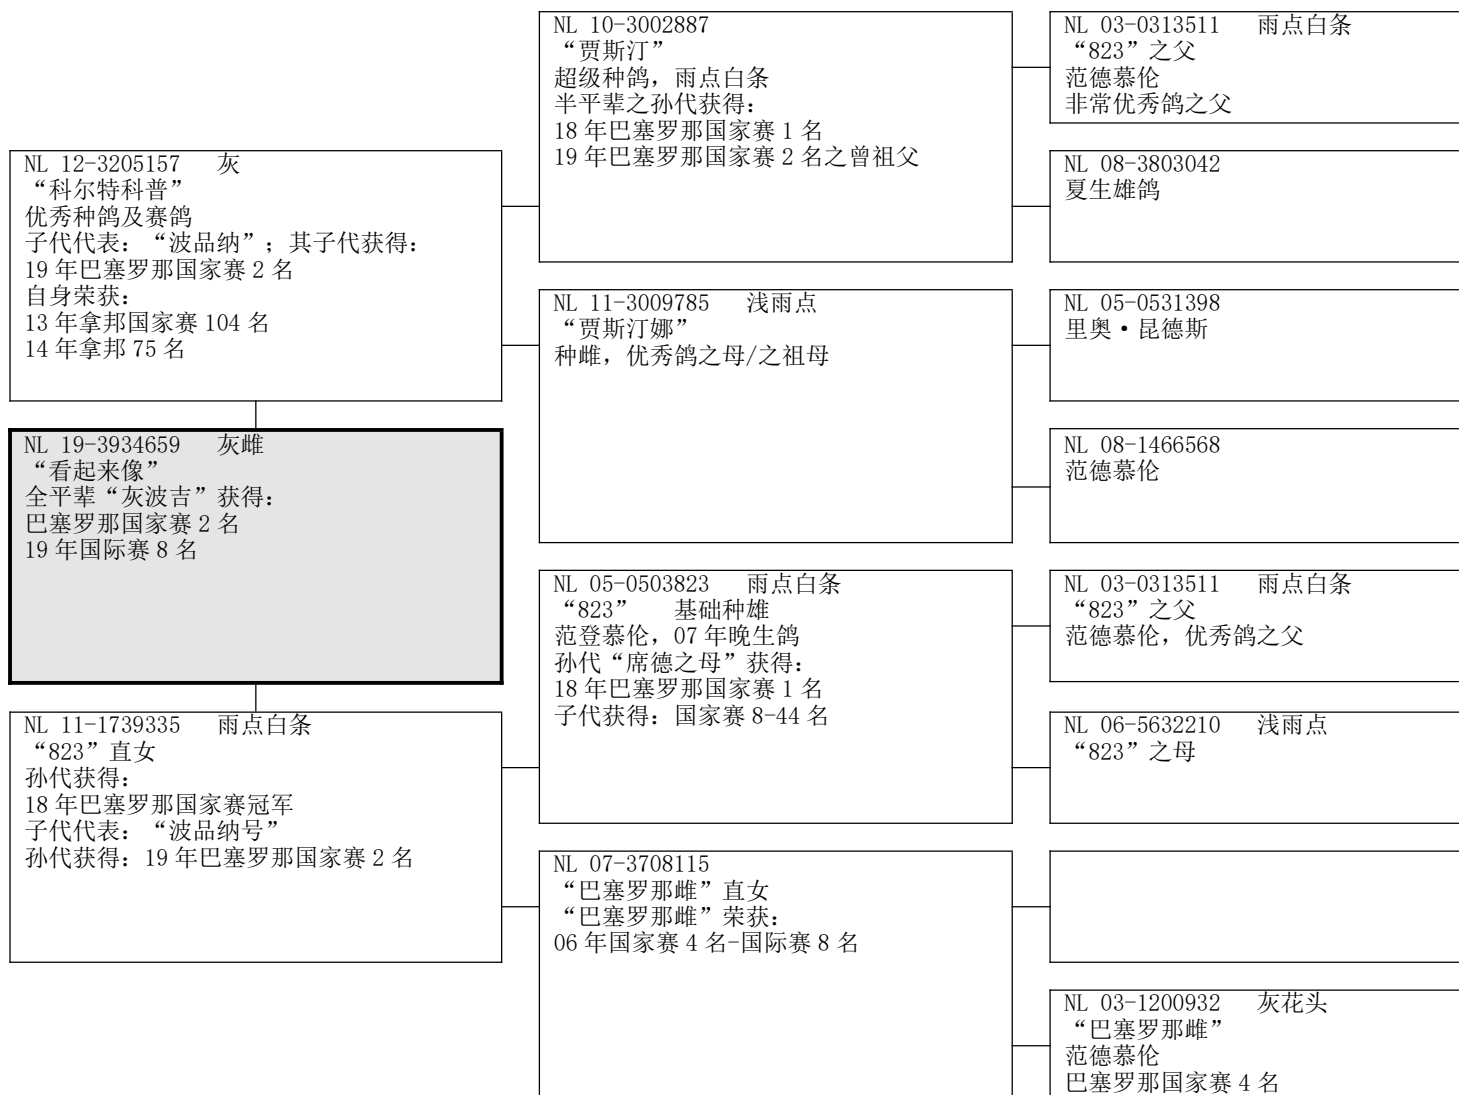 NL 12-3205157 灰
“科尔特科普”
优秀种鸽及赛鸽
子代代表：“波品纳”；其子代获得：
19 年巴塞罗那国家赛 2 名
自身荣获：
13 年拿邦国家赛 104 名
14 年拿邦 75 名
NL 19-3934659 灰雌
“看起来像”
全平辈“灰波吉”获得：
巴塞罗那国家赛 2 名
19 年国际赛 8 名
NL 11-1739335 雨点白条
“823”直女
孙代获得：
18 年巴塞罗那国家赛冠军
子代代表：“波品纳号”
孙代获得：19 年巴塞罗那国家赛 2 名
NL 10-3002887
“贾斯汀”
超级种鸽，雨点白条
半平辈之孙代获得：
18 年巴塞罗那国家赛 1 名
19 年巴塞罗那国家赛 2 名之曾祖父
NL 11-3009785 浅雨点
“贾斯汀娜”
种雌，优秀鸽之母/之祖母
NL 05-0503823 雨点白条
“823” 基础种雄
范登慕伦，07 年晚生鸽
孙代“席德之母”获得：
18 年巴塞罗那国家赛 1 名
子代获得：国家赛 8-44 名
NL 07-3708115
“巴塞罗那雌”直女
“巴塞罗那雌”荣获：
06 年国家赛 4 名-国际赛 8 名
NL 03-0313511 雨点白条
“823”之父
范德慕伦
非常优秀鸽之父
NL 08-3803042
夏生雄鸽
NL 05-0531398
里奥·昆德斯
NL 08-1466568
范德慕伦
NL 03-0313511 雨点白条
“823”之父
范德慕伦，优秀鸽之父
NL 06-5632210 浅雨点
“823”之母
NL 03-1200932 灰花头
“巴塞罗那雌”
范德慕伦
巴塞罗那国家赛 4 名